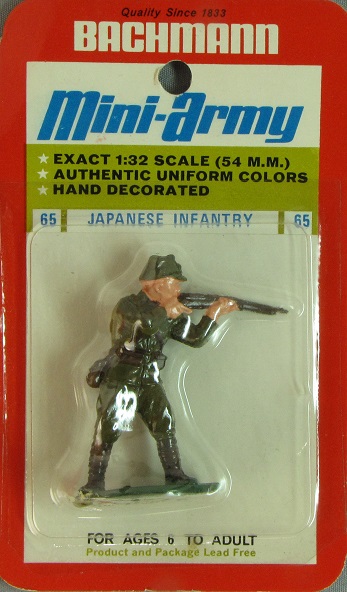 Quality Since 1833
BACHMANN
Mini-Army
★ EXACT 1:32 SCALE (54 M.M.)
★ AUTHENTIC UNIFORM COLORS
★ HAND DECORATED
65 JAPANESE INFANTRY 65
FOR AGES 6 TO ADULT
Product and Package Lead Free